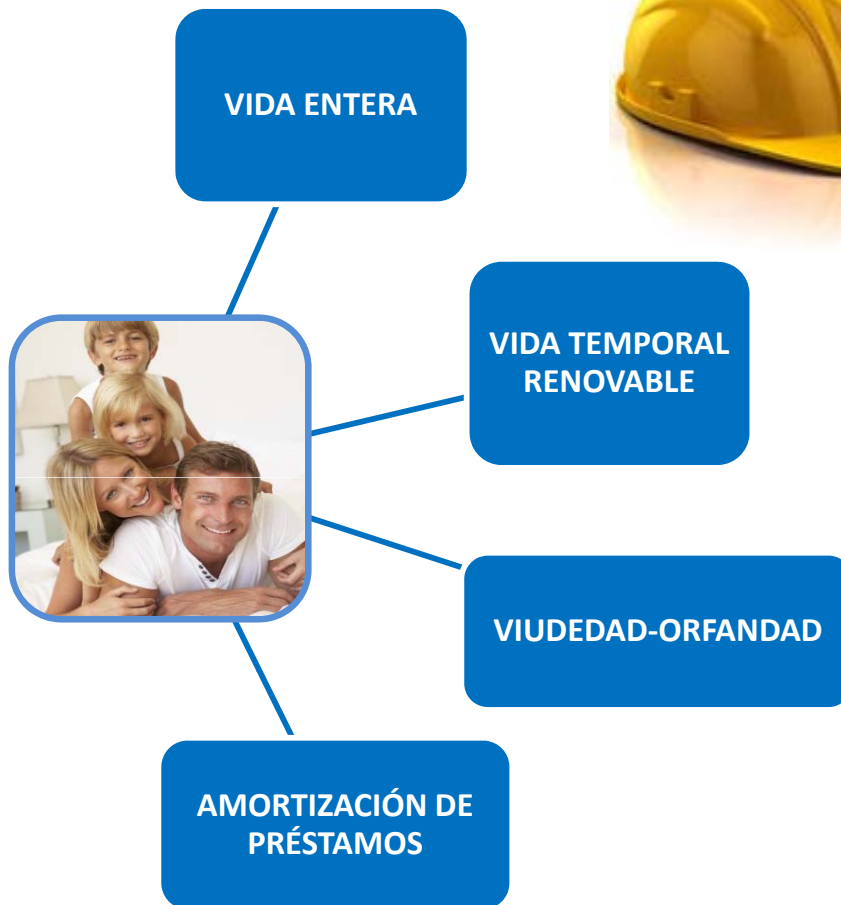 VIDA ENTERA
VIDA TEMPORAL
RENOVABLE
VIUDEDAD-ORFANDAD
AMORTIZACIÓN DE
PRÉSTAMOS